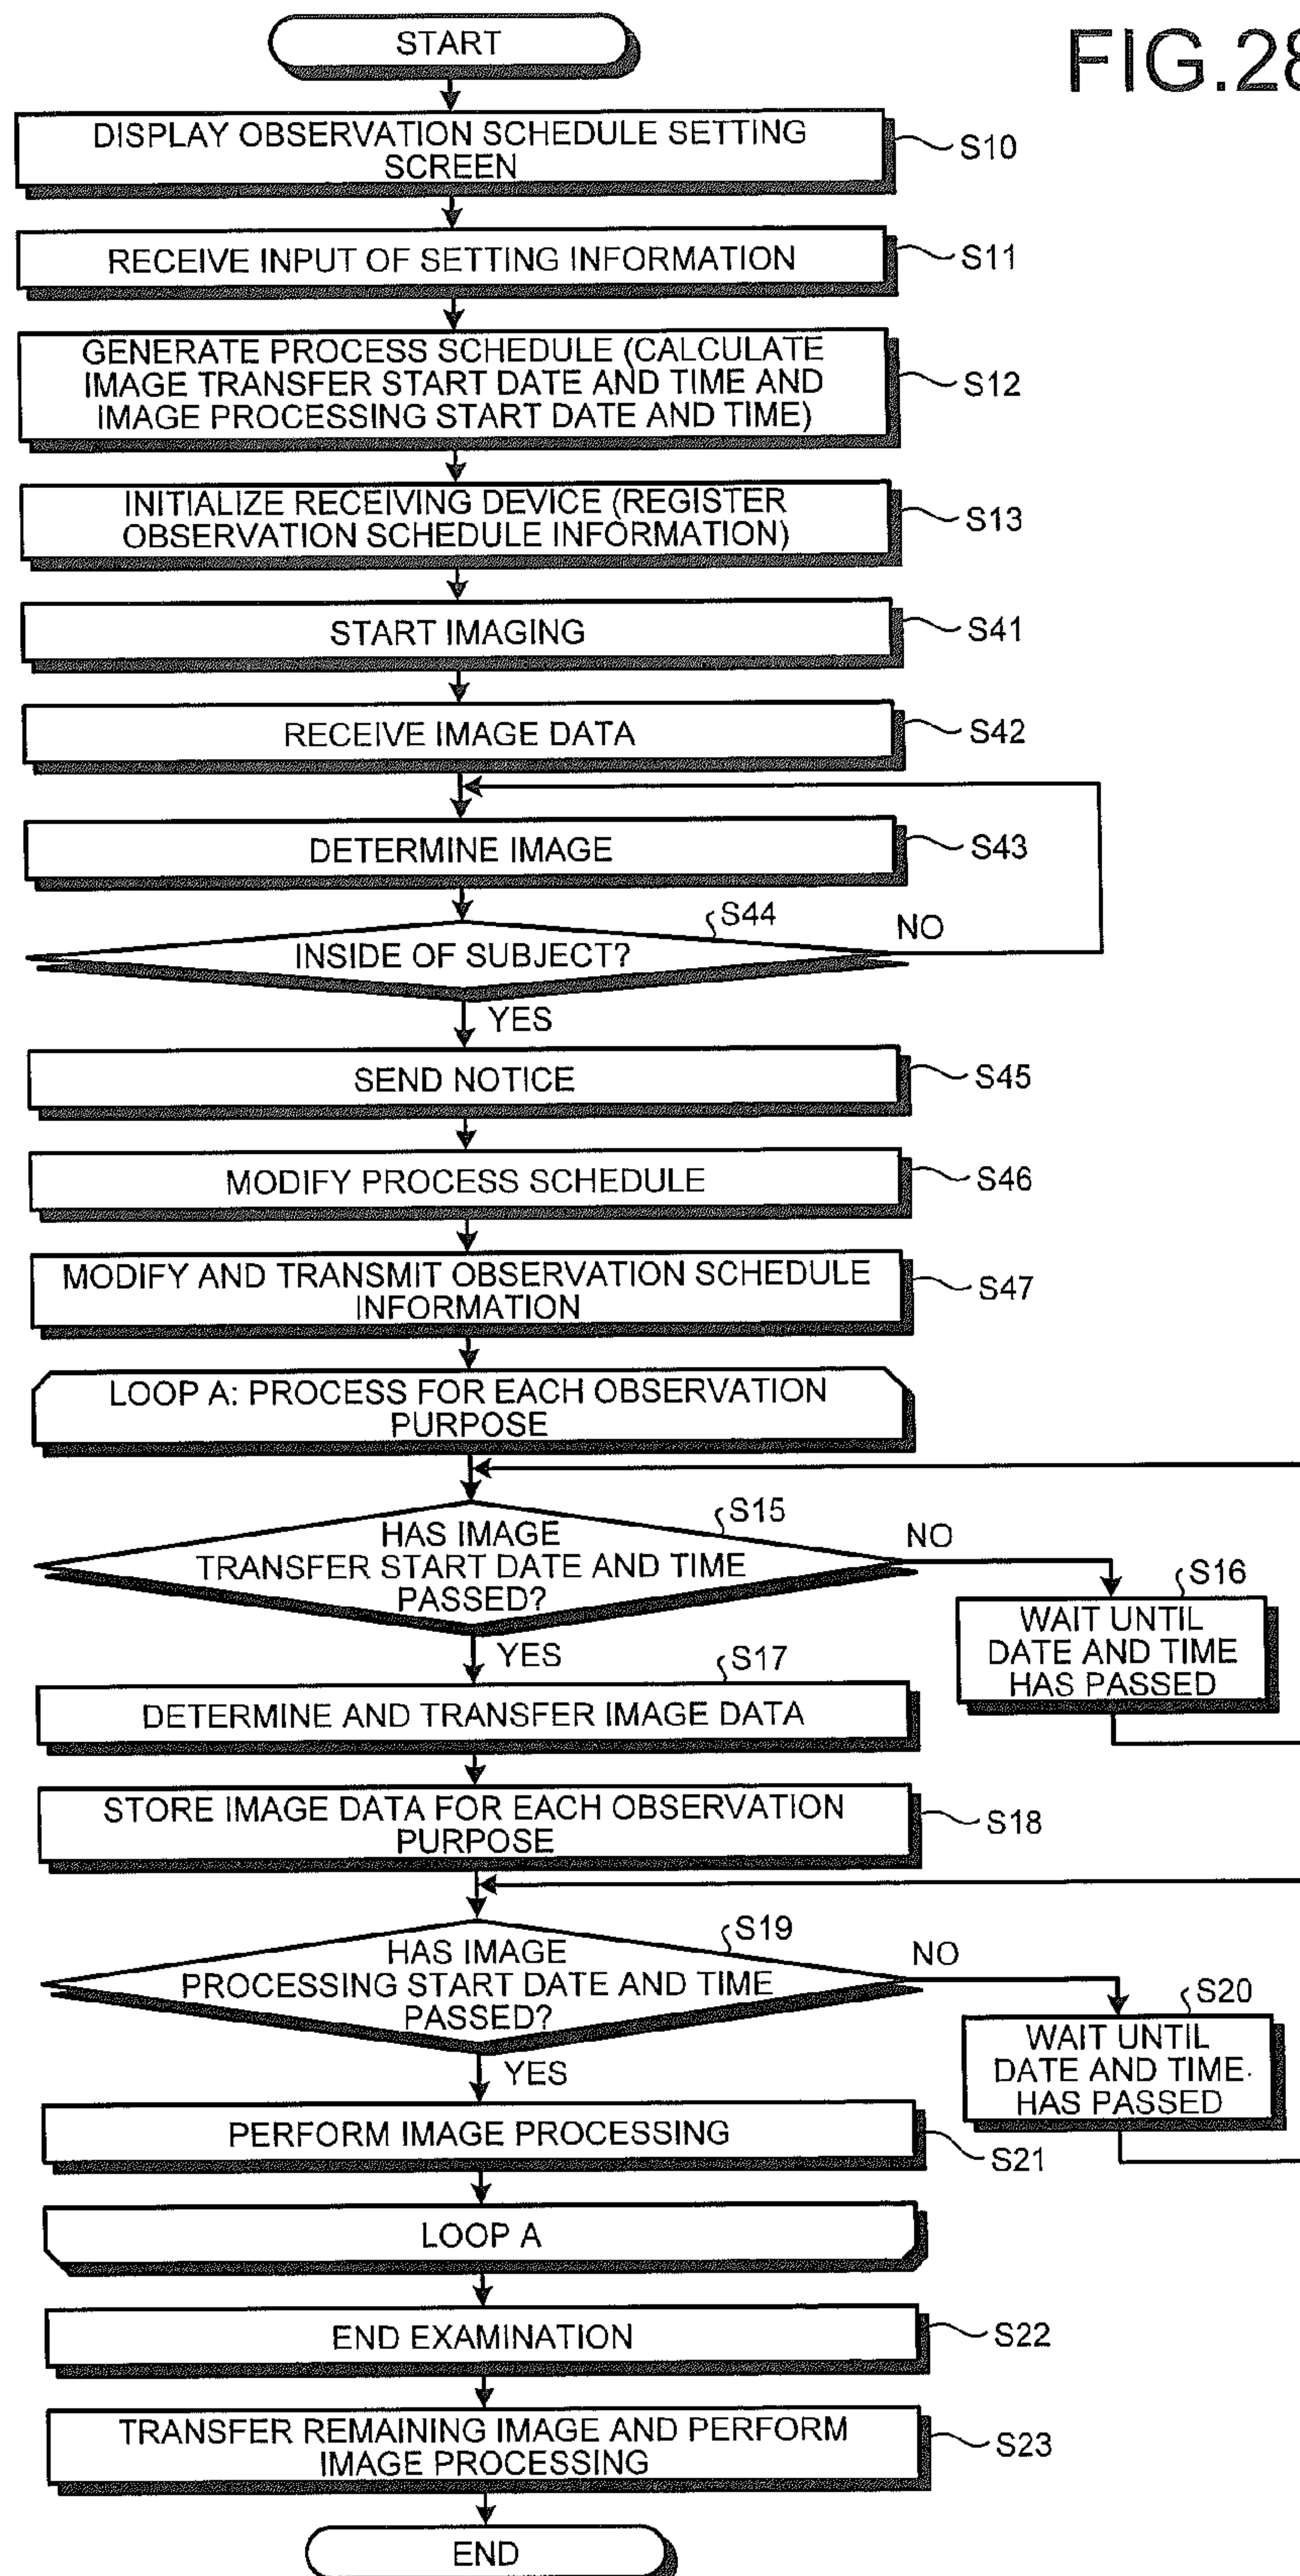 START
FIG.28
DISPLAY OBSERVATION SCHEDULE SETTING
SCREEN
S10
RECEIVE INPUT OF SETTING INFORMATION
S11
GENERATE PROCESS SCHEDULE (CALCULATE
IMAGE TRANSFER START DATE AND TIME AND
IMAGE PROCESSING START DATE AND TIME)
S12
INITIALIZE RECEIVING DEVICE (REGISTER
OBSERVATION SCHEDULE INFORMATION)
S13
START IMAGING
S41
RECEIVE IMAGE DATA
S42
DETERMINE IMAGE
S43
S44
INSIDE OF SUBJECT?
NO
YES
SEND NOTICE
S45
MODIFY PROCESS SCHEDULE
S46
MODIFY AND TRANSMIT OBSERVATION SCHEDULE
INFORMATION
S47
LOOP A: PROCESS FOR EACH OBSERVATION
PURPOSE
S15
HAS IMAGE
TRANSFER START DATE AND TIME
PASSED?
NO
S16
WAIT UNTIL
DATE AND TIME
HAS PASSED
YES
S17
DETERMINE AND TRANSFER IMAGE DATA
STORE IMAGE DATA FOR EACH OBSERVATION
PURPOSE
S18
S19
HAS IMAGE
PROCESSING START DATE AND TIME
PASSED?
NO
S20
WAIT UNTIL
DATE AND TIME
HAS PASSED
YES
PERFORM IMAGE PROCESSING
S21
LOOP A
END EXAMINATION
S22
TRANSFER REMAINING IMAGE AND PERFORM
IMAGE PROCESSING
S23
END